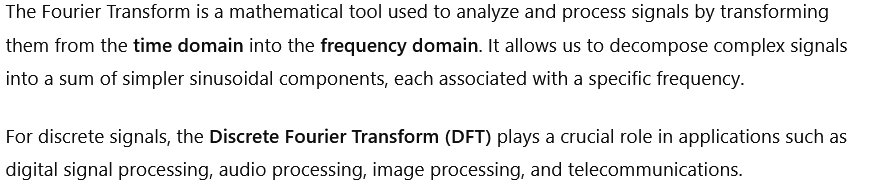 The Fourier Transform is a mathematical tool used to analyze and process signals by transforming
them from the time domain into the frequency domain. It allows us to decompose complex signals
into a sum of simpler sinusoidal components, each associated with a specific frequency.
For discrete signals, the Discrete Fourier Transform (DFT) plays a crucial role in applications such as
digital signal processing, audio processing, image processing, and telecommunications.